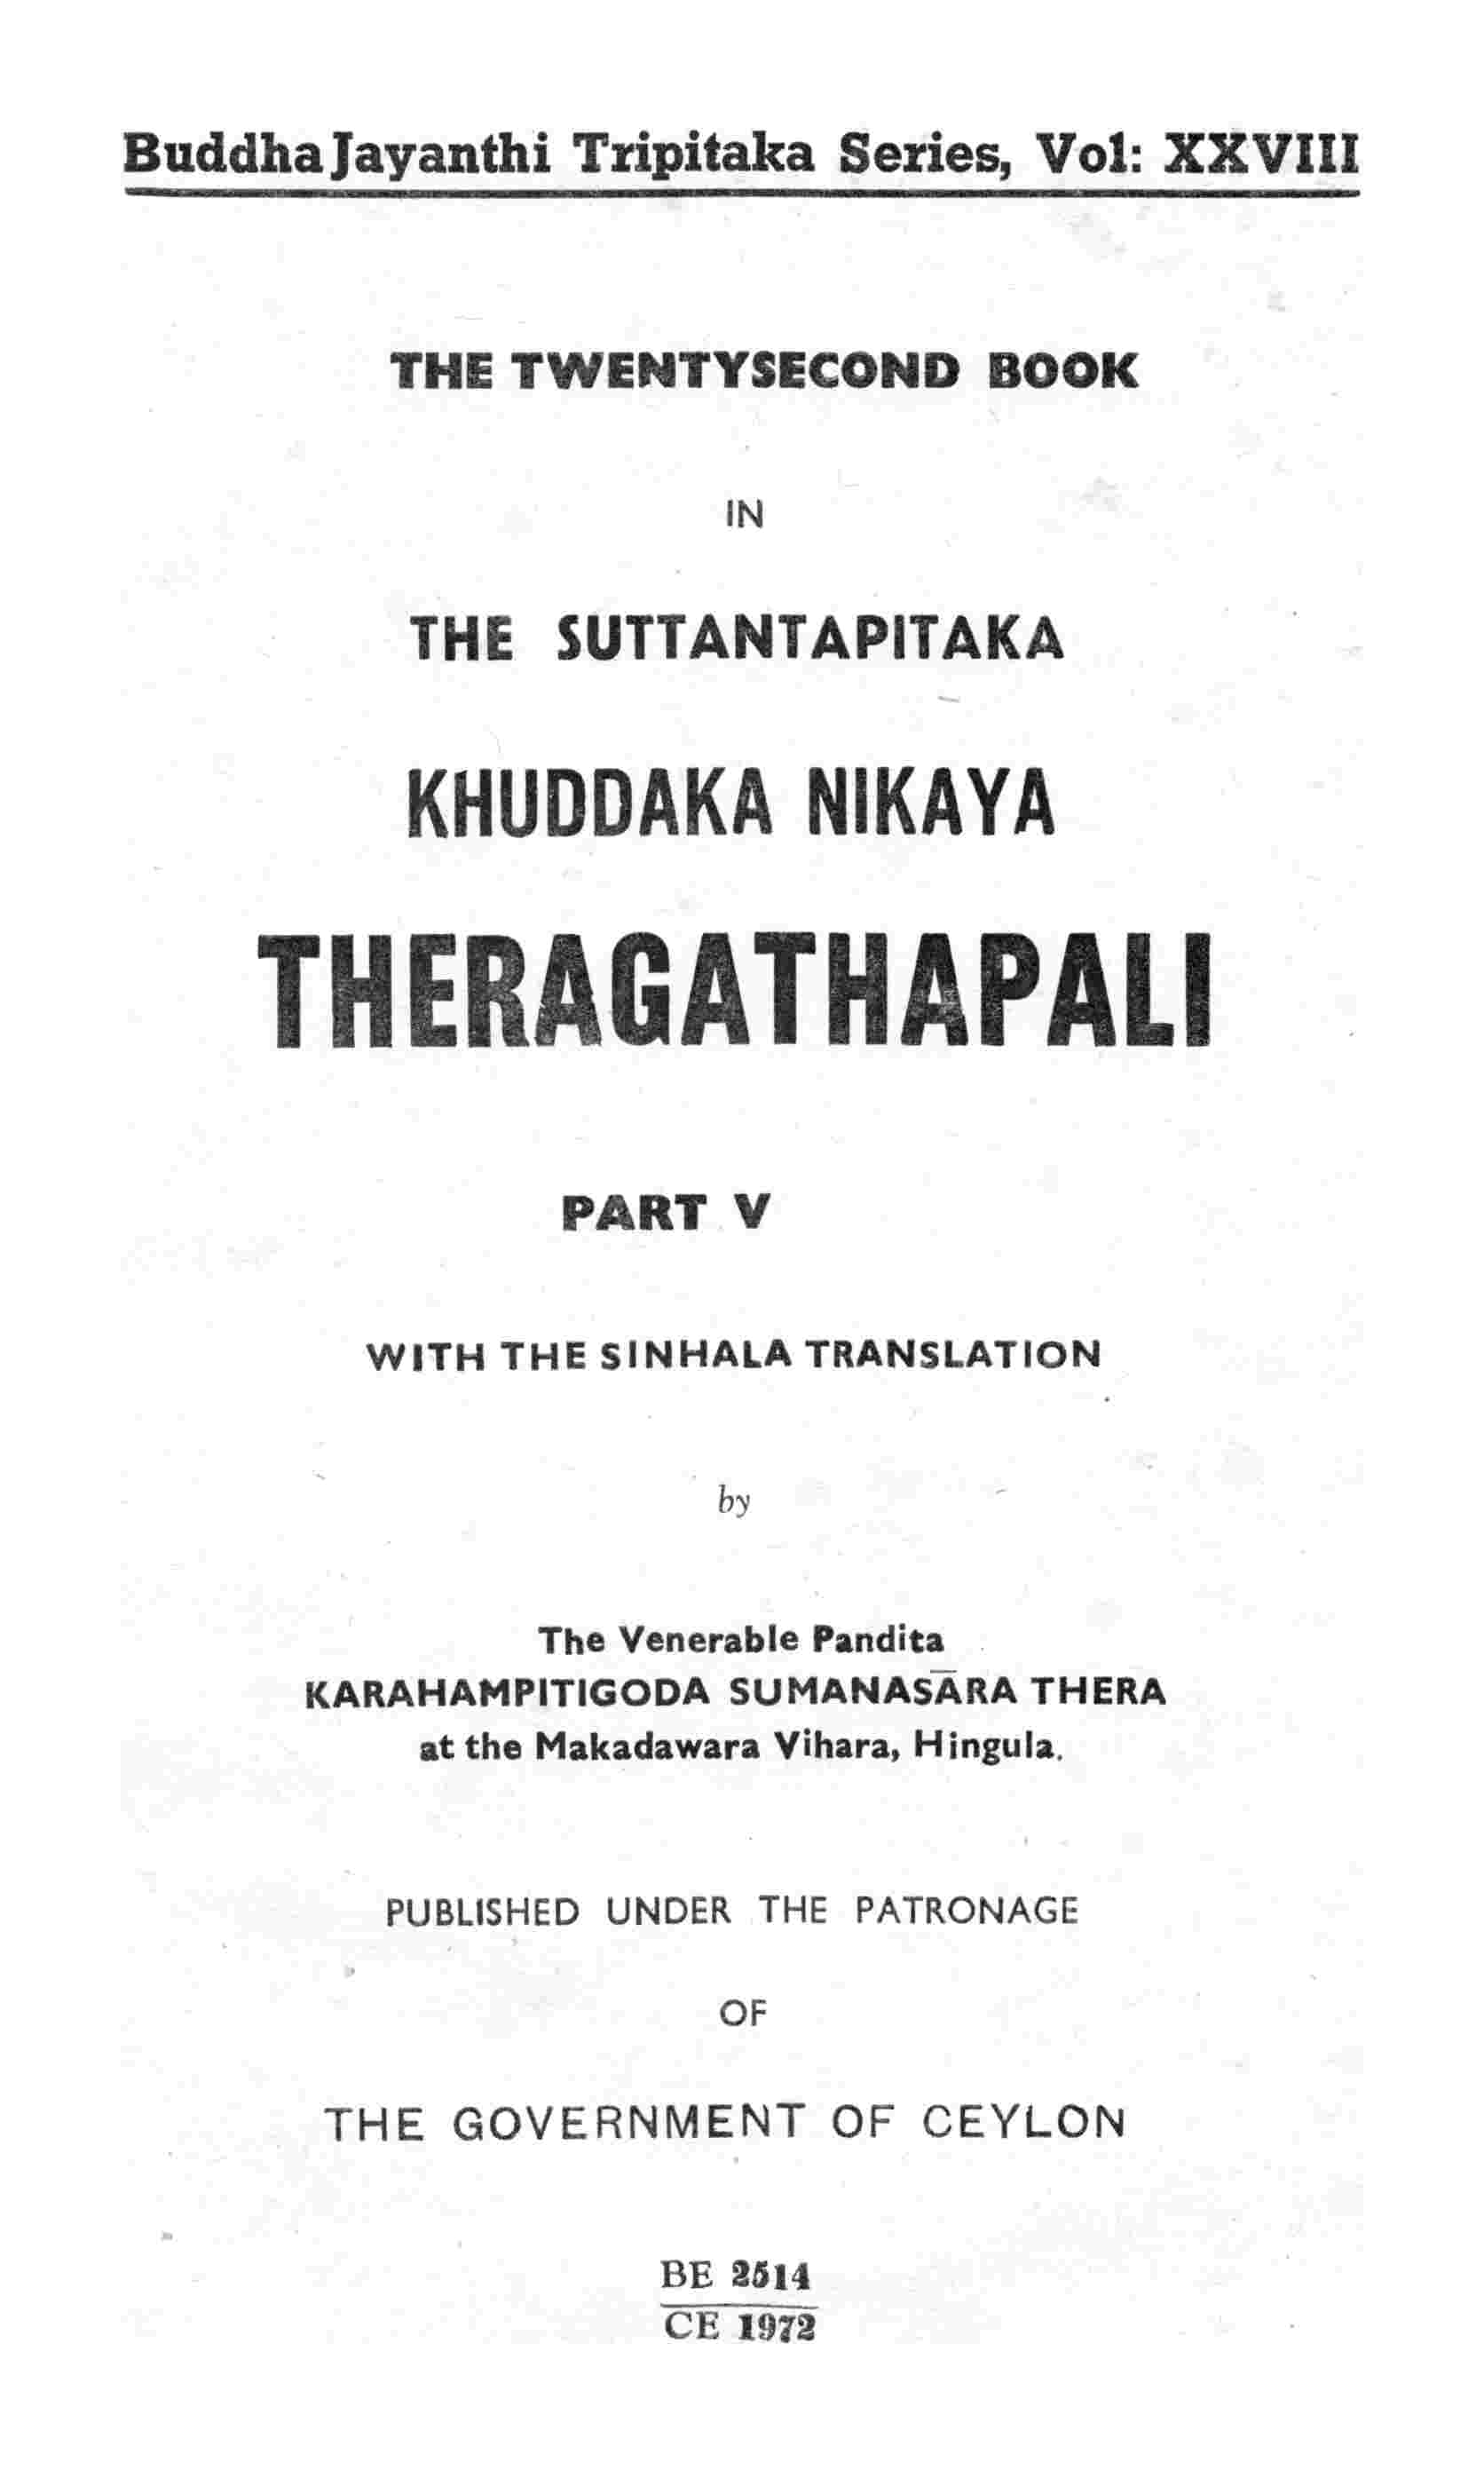 Buddha Jayanthi Tripitaka Series, Vol: XXVIII
THE TWENTYSECOND BOOK
IN
THE SUTTANTAPITAKA
KHUDDAKA NIKAYA
THERAGATHAPALI
PART V
WITH THE SINHALA TRANSLATION
by
The Venerable Pandita
KARAHAMPITIGODA SUMANASĀRA THERA
at the Makadawara Vihara, Hingula.
PUBLISHED UNDER THE PATRONAGE
OF
THE GOVERNMENT OF CEYLON
BE 2514
CE 1972